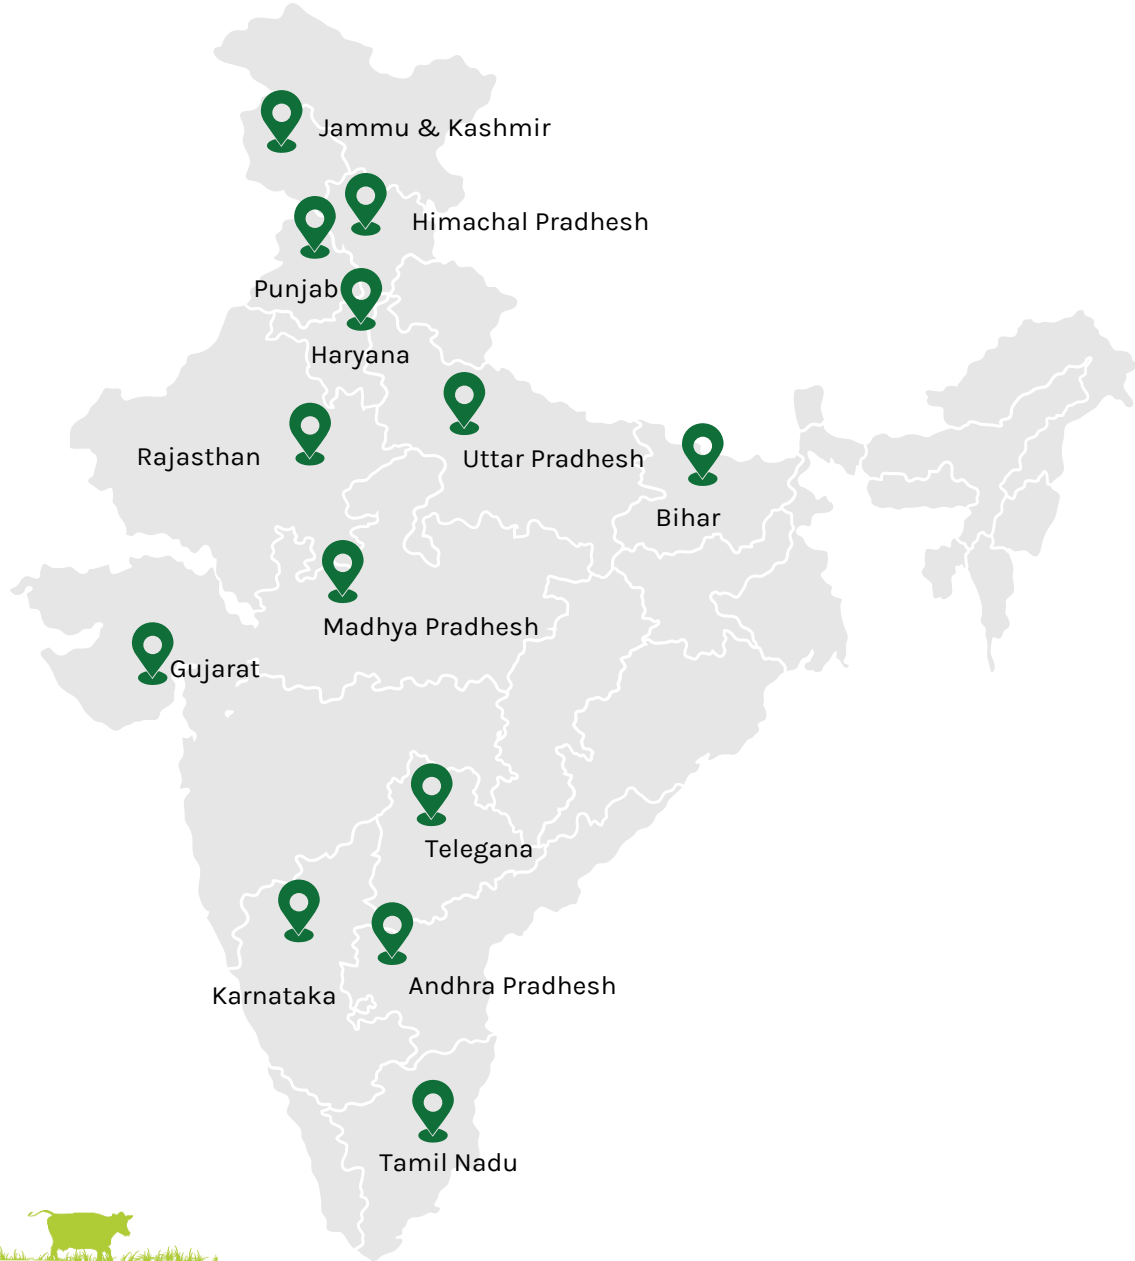 Jammu & Kashmir
Himachal Pradhesh
Punjab
Haryana
Rajasthan
Uttar Pradhesh
Bihar
Madhya Pradhesh
Gujarat
Telegana
Karnataka
Andhra Pradhesh
Tamil Nadu